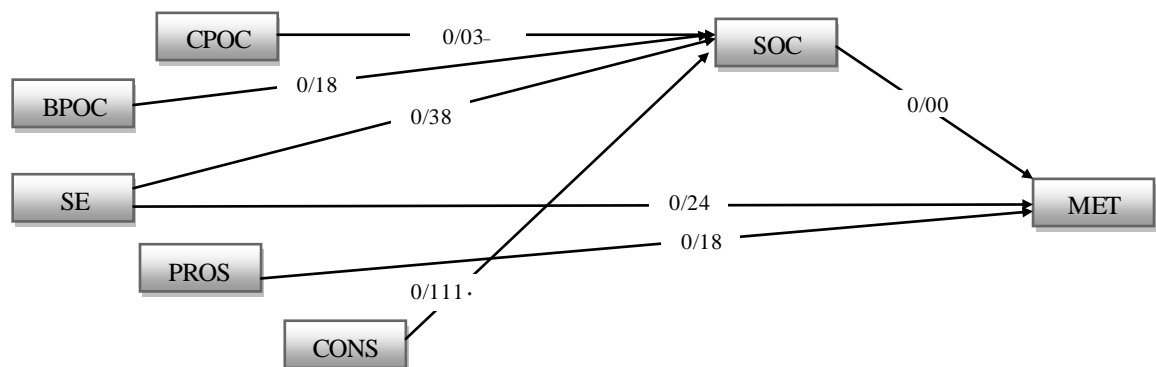 CPOC
0/03-
SOC
BPOC
0/18
0/38
0/00
SE
0/24
MET
PROS
0/18
0/111
CONS